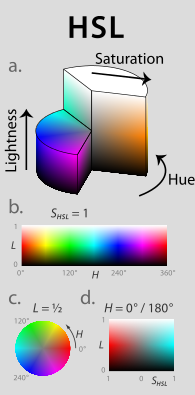 HSL
a.
Saturation
Lightness
Hue
b.
S_HSL = 1
1
L
0
0° 120° H 240° 360°
c.
L = ½
120°
H
0°
240°
d.
H = 0° / 180°
1
L
0
1 0 S_HSL 1